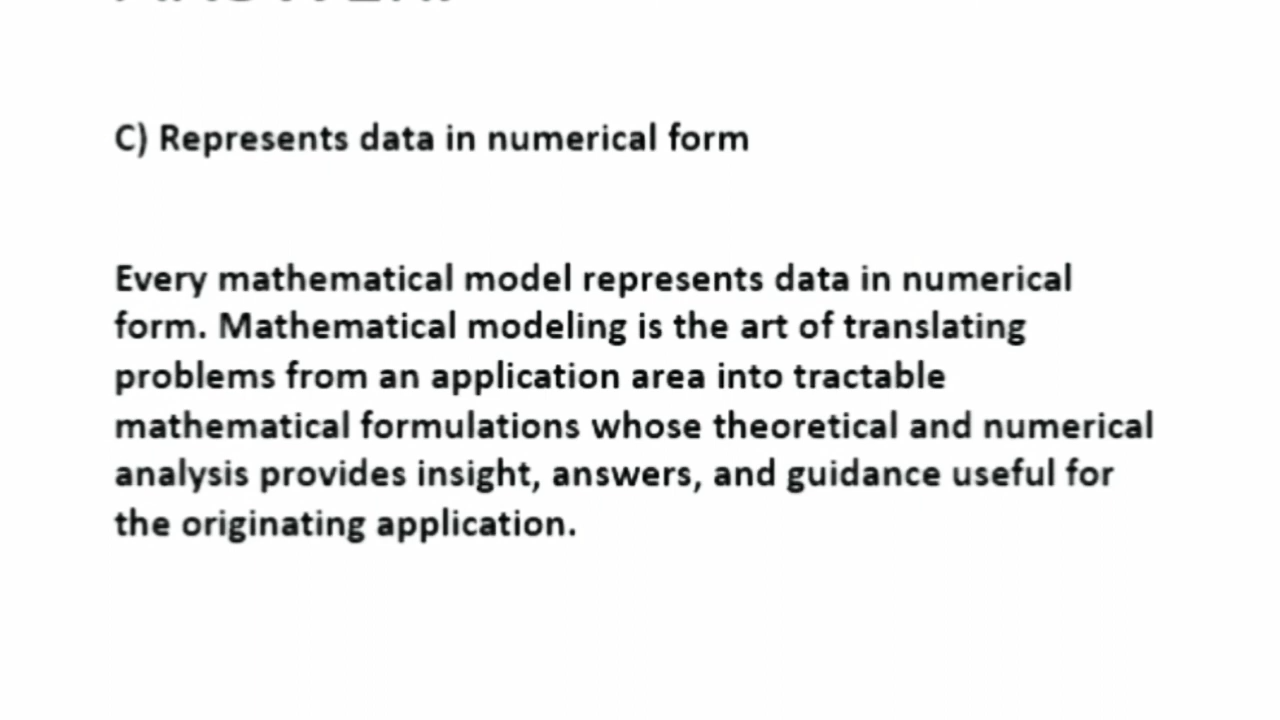 C) Represents data in numerical form
Every mathematical model represents data in numerical
form. Mathematical modeling is the art of translating
problems from an application area into tractable
mathematical formulations whose theoretical and numerical
analysis provides insight, answers, and guidance useful for
the originating application.